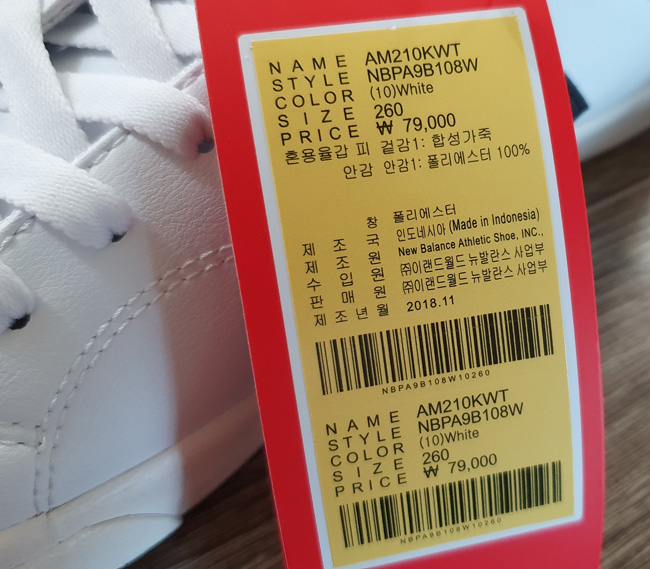 NAME AM210KWT
STYLE NBPA9B108W
COLOR (10)White
SIZE 260
PRICE ₩ 79,000
혼용율갑 피 겉감1: 합성가죽
안감 안감1: 폴리에스터 100%
창 폴리에스터
제 조 국 인도네시아 (Made in Indonesia)
제 조 원 New Balance Athletic Shoe, INC.,
수 입 원 ㈜이랜드월드 뉴발란스 사업부
판 매 원 ㈜이랜드월드 뉴발란스 사업부
제 조 년 월 2018.11
NBPA9B108W10260
NAME AM210KWT
STYLE NBPA9B108W
COLOR (10)White
SIZE 260
PRICE ₩ 79,000
NBPA9B108W10260